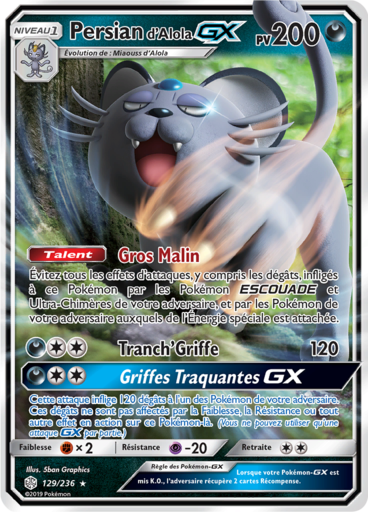 NIVEAU 1
Persian d'Alola GX PV 200
Évolution de : Miaouss d'Alola
Talent Gros Malin
Évitez tous les effets d'attaques, y compris les dégâts, infligés
à ce Pokémon par les Pokémon ESCOUADE et
Ultra-Chimères de votre adversaire, et par les Pokémon de
votre adversaire auxquels de l'Énergie spéciale est attachée.
Tranch'Griffe 120
Griffes Traquantes GX
Cette attaque inflige 120 dégâts à l'un des Pokémon de votre adversaire.
Ces dégâts ne sont pas affectés par la Faiblesse, la Résistance ou tout
autre effet en action sur ce Pokémon-là. (Vous ne pouvez utiliser qu'une
attaque GX par partie.)
Faiblesse × 2 Résistance -20 Retraite
Illus. 5ban Graphics
Règle des Pokémon-GX
Lorsque votre Pokémon-GX est
mis K.O., l'adversaire récupère 2 cartes Récompense.
129/236 ★
©2019 Pokémon